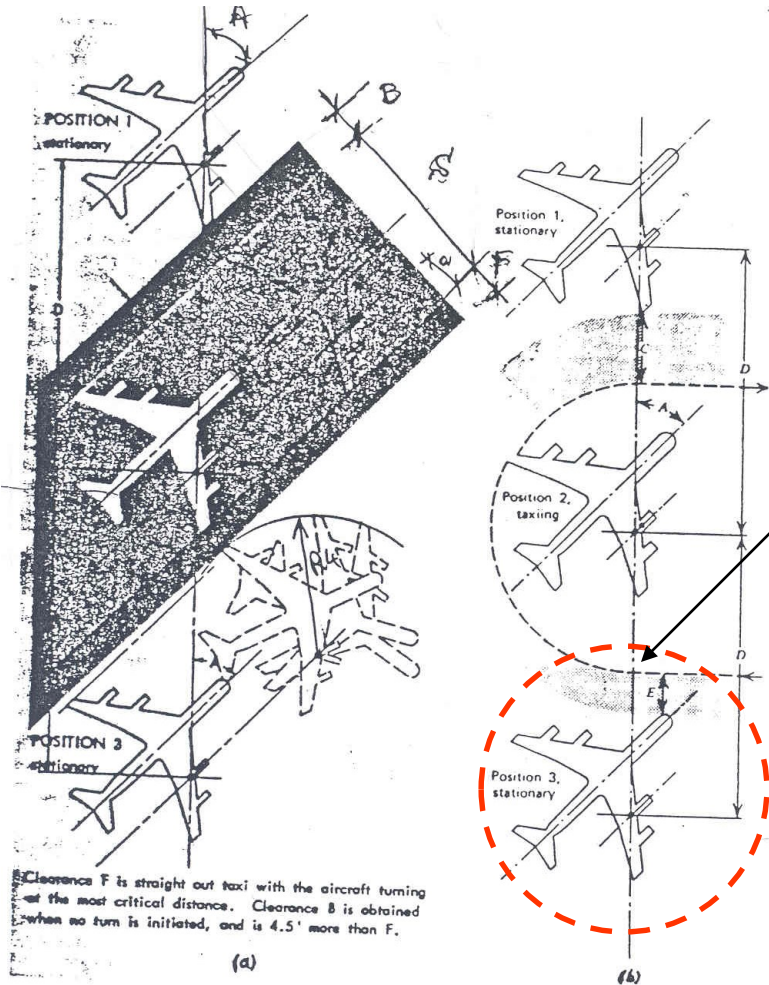 A
B
POSITION 1
stationary
D
A
POSITION 3
stationary
Clearance F is straight out taxi with the aircraft turning
at the most critical distance. Clearance B is obtained
when no turn is initiated, and is 4.5' more than F.
(a)
Position 1,
stationary
C
D
A
Position 2,
taxiing
D
E
Position 3,
stationary
(b)